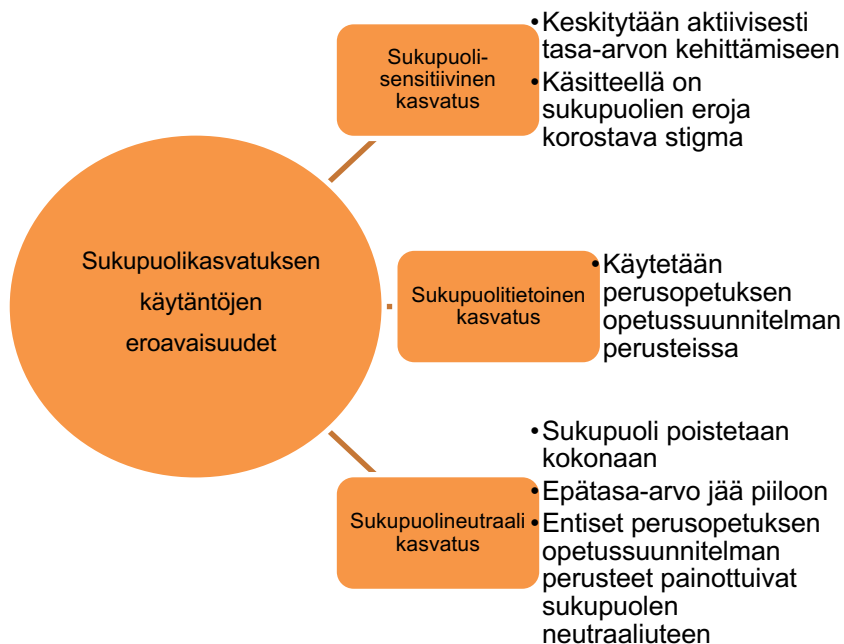 Sukupuolikasvatuksen
käytäntöjen
eroavaisuudet
Sukupuoli-
sensitiivinen
kasvatus
•Keskitytään aktiivisesti
tasa-arvon kehittämiseen
•Käsitteellä on
sukupuolien eroja
korostava stigma
Sukupuolitietoinen
kasvatus
•Käytetään
perusopetuksen
opetussuunnitelman
perusteissa
Sukupuolineutraali
kasvatus
•Sukupuoli poistetaan
kokonaan
•Epätasa-arvo jää piiloon
•Entiset perusopetuksen
opetussuunnitelman
perusteet painottuivat
sukupuolen
neutraaliuteen